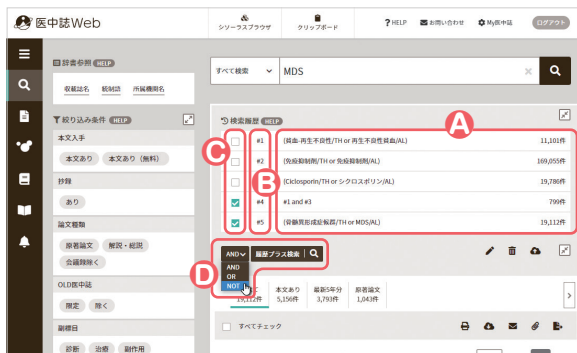 医中誌Web
シソーラスブラウザ
クリップボード
? HELP
お問い合わせ
My医中誌
ログアウト
辞書参照 HELP
収載誌名 統制語 所属機関名
絞り込み条件 HELP
本文入手
本文あり 本文あり（無料）
抄録
あり
論文種類
原著論文 解説・総説
会議録除く
OLD医中誌
限定 除く
副標目
診断 治療 副作用
すべて検索 MDS
検索履歴 HELP
A
B
C
D
#1 (貧血-再生不良性/TH or 再生不良性貧血/AL) 11,101件
#2 (免疫抑制剤/TH or 免疫抑制剤/AL) 169,055件
(Ciclosporin/TH or シクロスポリン/AL) 19,786件
#4 #1 and #3 799件
#5 (骨髄異形成症候群/TH or MDS/AL) 19,112件
AND 履歴プラス検索
AND
OR
NOT
19,112件
本文あり
5,156件
最新5年分
3,793件
原著論文
1,043件
すべてチェック